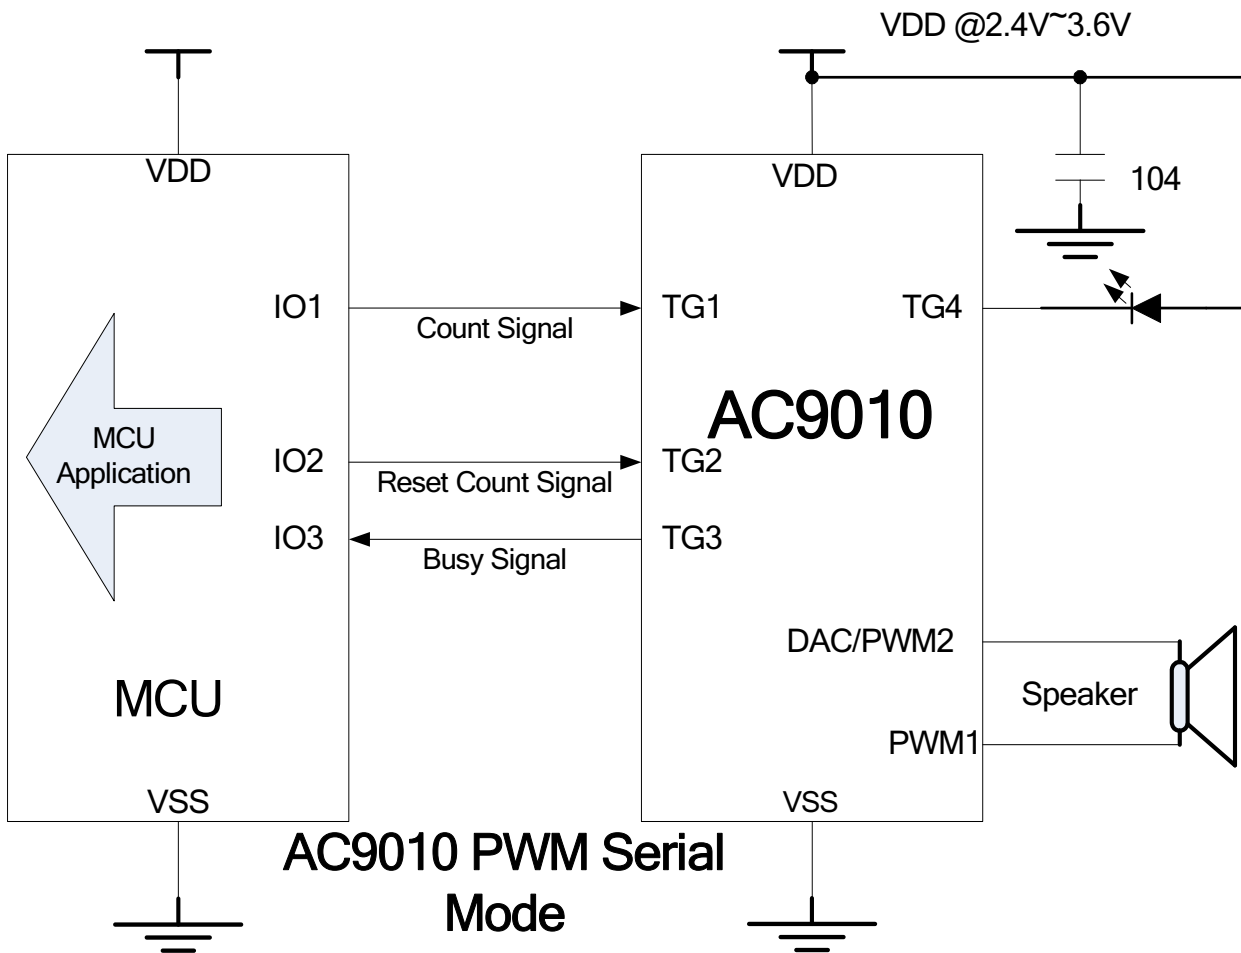 VDD @2.4V~3.6V
VDD
VDD
104
IO1
Count Signal
TG1
TG4
AC9010
MCU
Application
IO2
Reset Count Signal
TG2
IO3
Busy Signal
TG3
DAC/PWM2
MCU
Speaker
PWM1
VSS
VSS
AC9010 PWM Serial
Mode